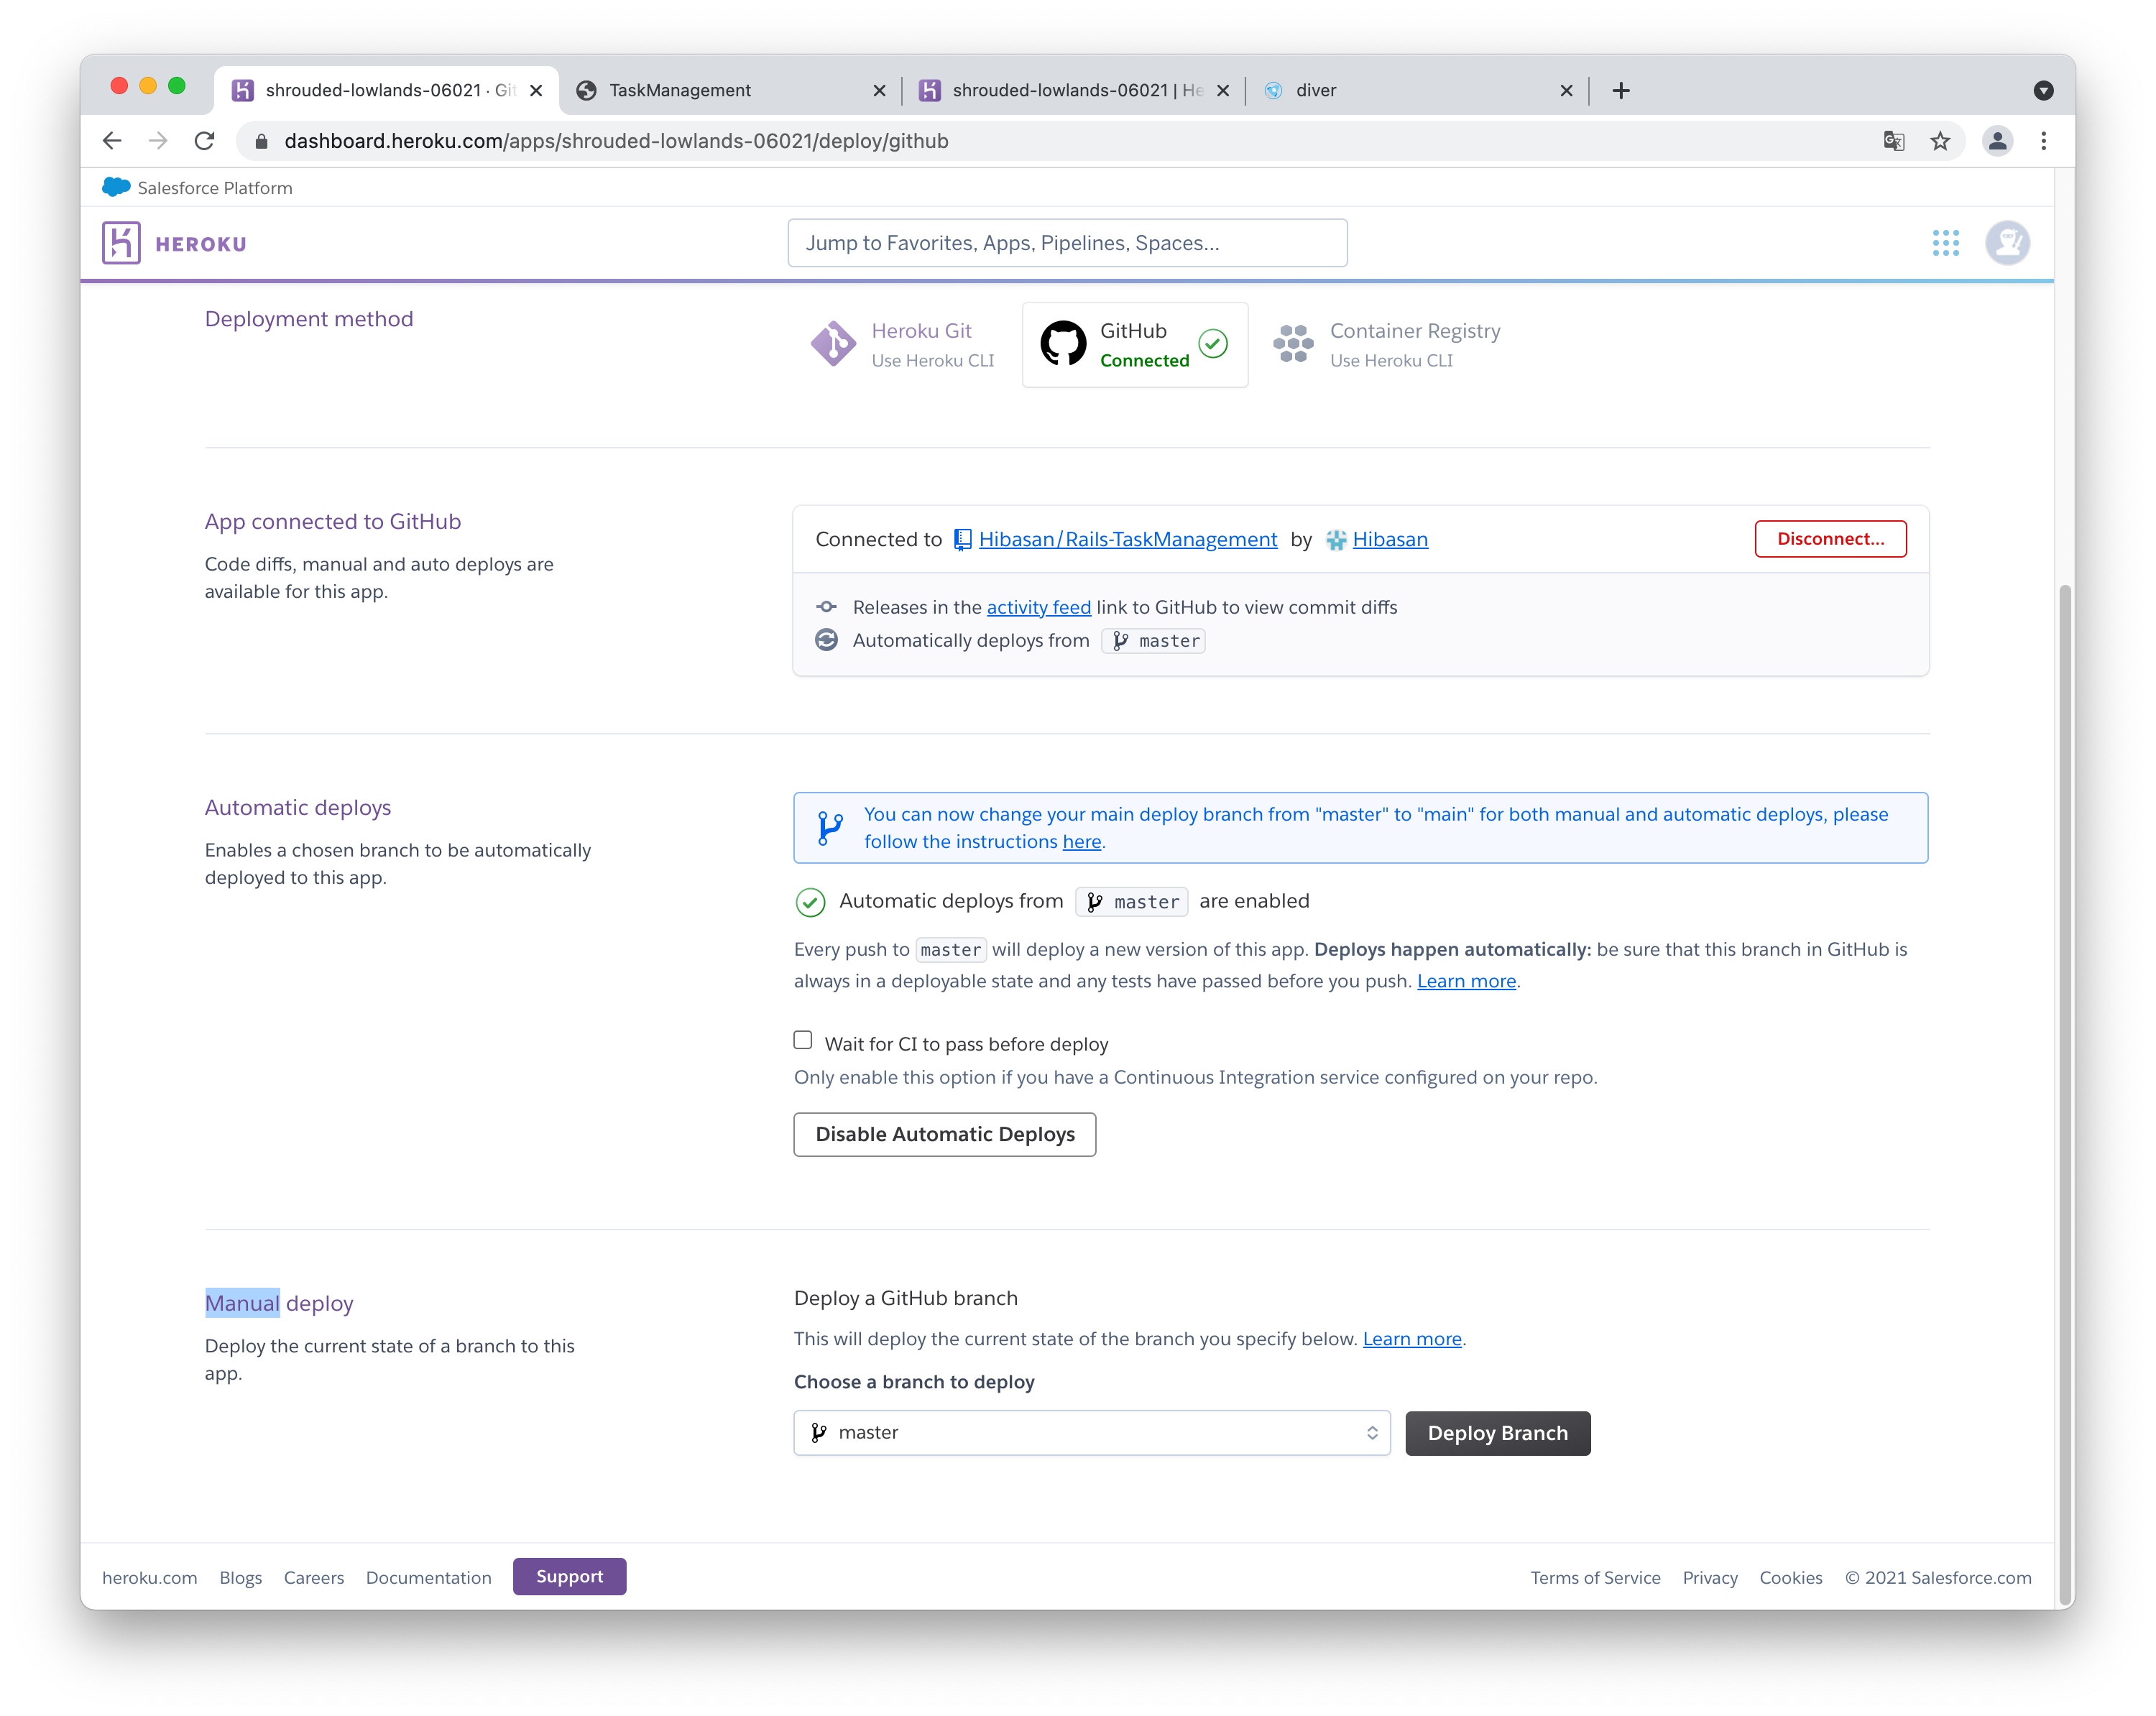 shrouded-lowlands-06021 · Git
TaskManagement
shrouded-lowlands-06021 | He
diver
dashboard.heroku.com/apps/shrouded-lowlands-06021/deploy/github
Salesforce Platform
HEROKU
Jump to Favorites, Apps, Pipelines, Spaces...
Deployment method
Heroku Git
Use Heroku CLI
GitHub
Connected
Container Registry
Use Heroku CLI
App connected to GitHub
Code diffs, manual and auto deploys are
available for this app.
Connected to Hibasan/Rails-TaskManagement by Hibasan
Disconnect...
Releases in the activity feed link to GitHub to view commit diffs
Automatically deploys from master
Automatic deploys
Enables a chosen branch to be automatically
deployed to this app.
You can now change your main deploy branch from "master" to "main" for both manual and automatic deploys, please
follow the instructions here.
Automatic deploys from master are enabled
Every push to master will deploy a new version of this app. Deploys happen automatically: be sure that this branch in GitHub is
always in a deployable state and any tests have passed before you push. Learn more.
Wait for CI to pass before deploy
Only enable this option if you have a Continuous Integration service configured on your repo.
Disable Automatic Deploys
Manual deploy
Deploy the current state of a branch to this
app.
Deploy a GitHub branch
This will deploy the current state of the branch you specify below. Learn more.
Choose a branch to deploy
master
Deploy Branch
heroku.com Blogs Careers Documentation Support
Terms of Service Privacy Cookies © 2021 Salesforce.com